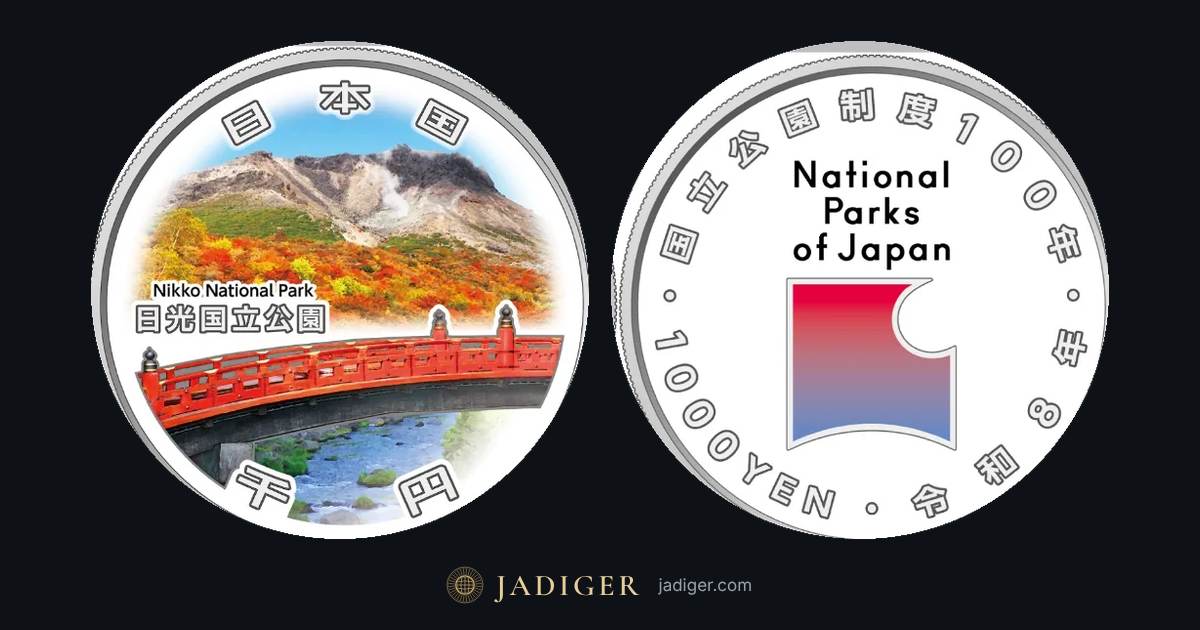 日本国
Nikko National Park
日光国立公園
千円
国立公園制度100年
National
Parks
of Japan
1000YEN
令和8年
JADIGER jadiger.com